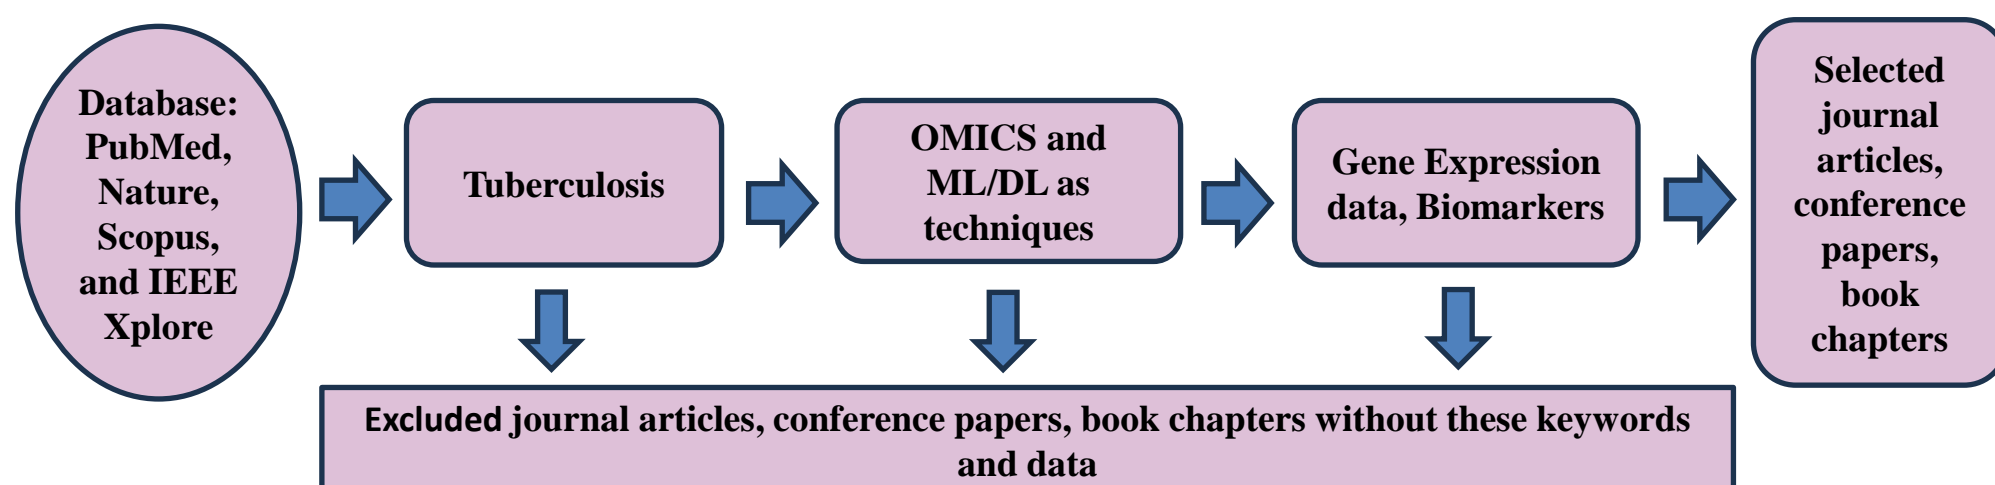 Database:
PubMed,
Nature,
Scopus,
and IEEE
Xplore
Tuberculosis
OMICS and
ML/DL as
techniques
Gene Expression
data, Biomarkers
Selected
journal
articles,
conference
papers,
book
chapters
Excluded journal articles, conference papers, book chapters without these keywords
and data